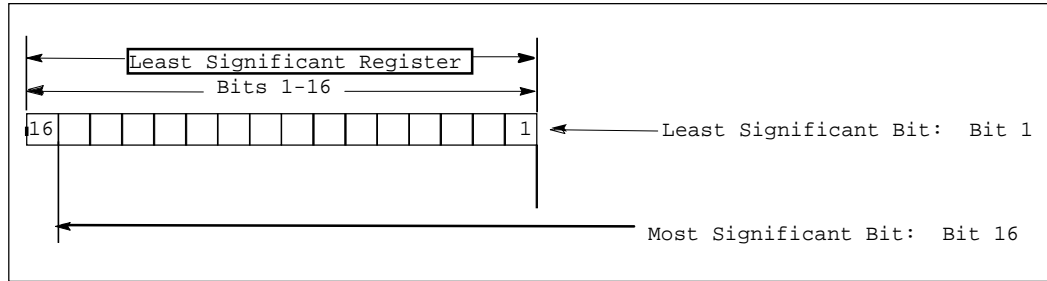 Least Significant Register
Bits 1-16
16 1
Least Significant Bit: Bit 1
Most Significant Bit: Bit 16